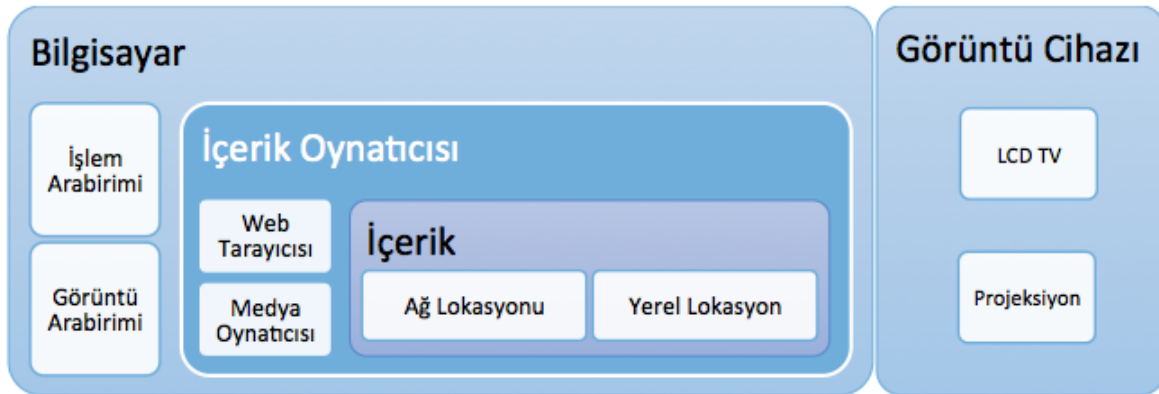 Bilgisayar
İşlem
Arabirimi
Görüntü
Arabirimi
İçerik Oynatıcısı
Web
Tarayıcısı
Medya
Oynatıcısı
İçerik
Ağ Lokasyonu
Yerel Lokasyon
Görüntü Cihazı
LCD TV
Projeksiyon